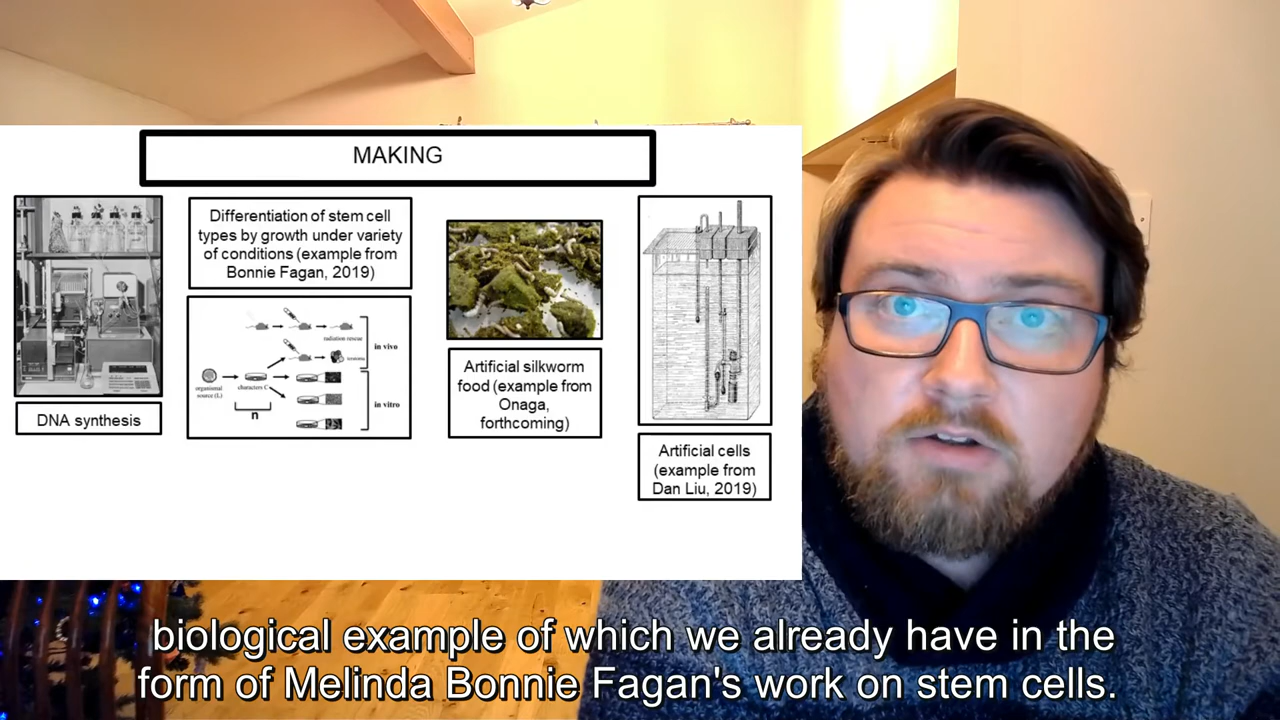 MAKING
DNA synthesis
Differentiation of stem cell
types by growth under variety
of conditions (example from
Bonnie Fagan, 2019)
radiation rescue
in vivo
organismal
source (L)
characters C
n
in vitro
Artificial silkworm
food (example from
Onaga,
forthcoming)
Artificial cells
(example from
Dan Liu, 2019)
biological example of which we already have in the
form of Melinda Bonnie Fagan's work on stem cells.